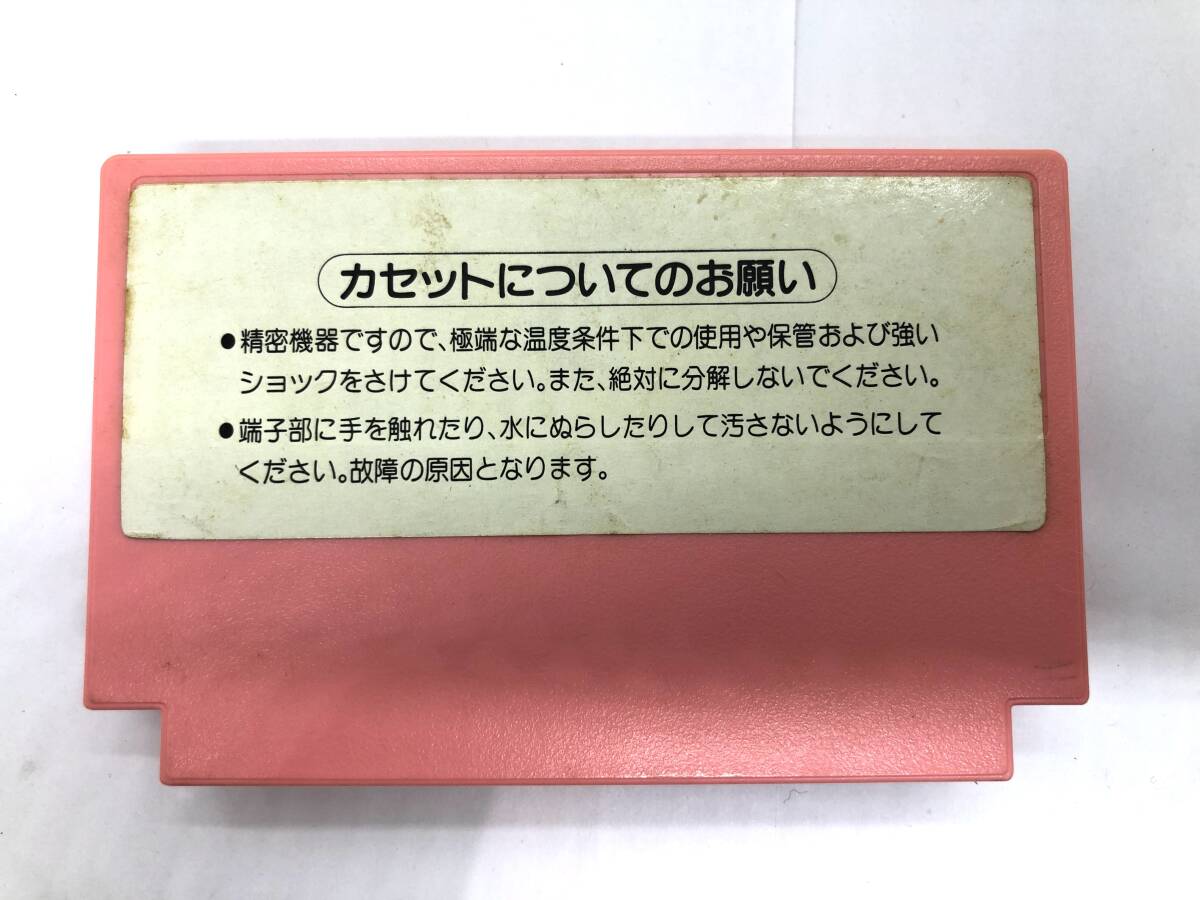 カセットについてのお願い
●精密機器ですので、極端な温度条件下での使用や保管および強い
ショックをさけてください。また、絶対に分解しないでください。
●端子部に手を触れたり、水にぬらしたりして汚さないようにして
ください。故障の原因となります。